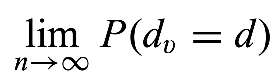 lim n→∞ P(d_v = d)